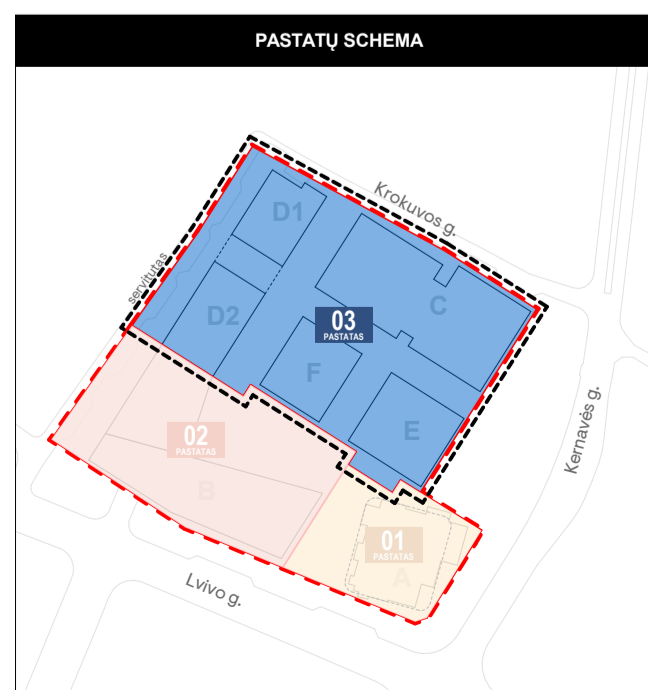 PASTATŲ SCHEMA
Krokuvos g.
D1
servitutas
C
D2
03
PASTATAS
F
E
Kernavės g.
02
PASTATAS
B
01
PASTATAS
A
Lvivo g.